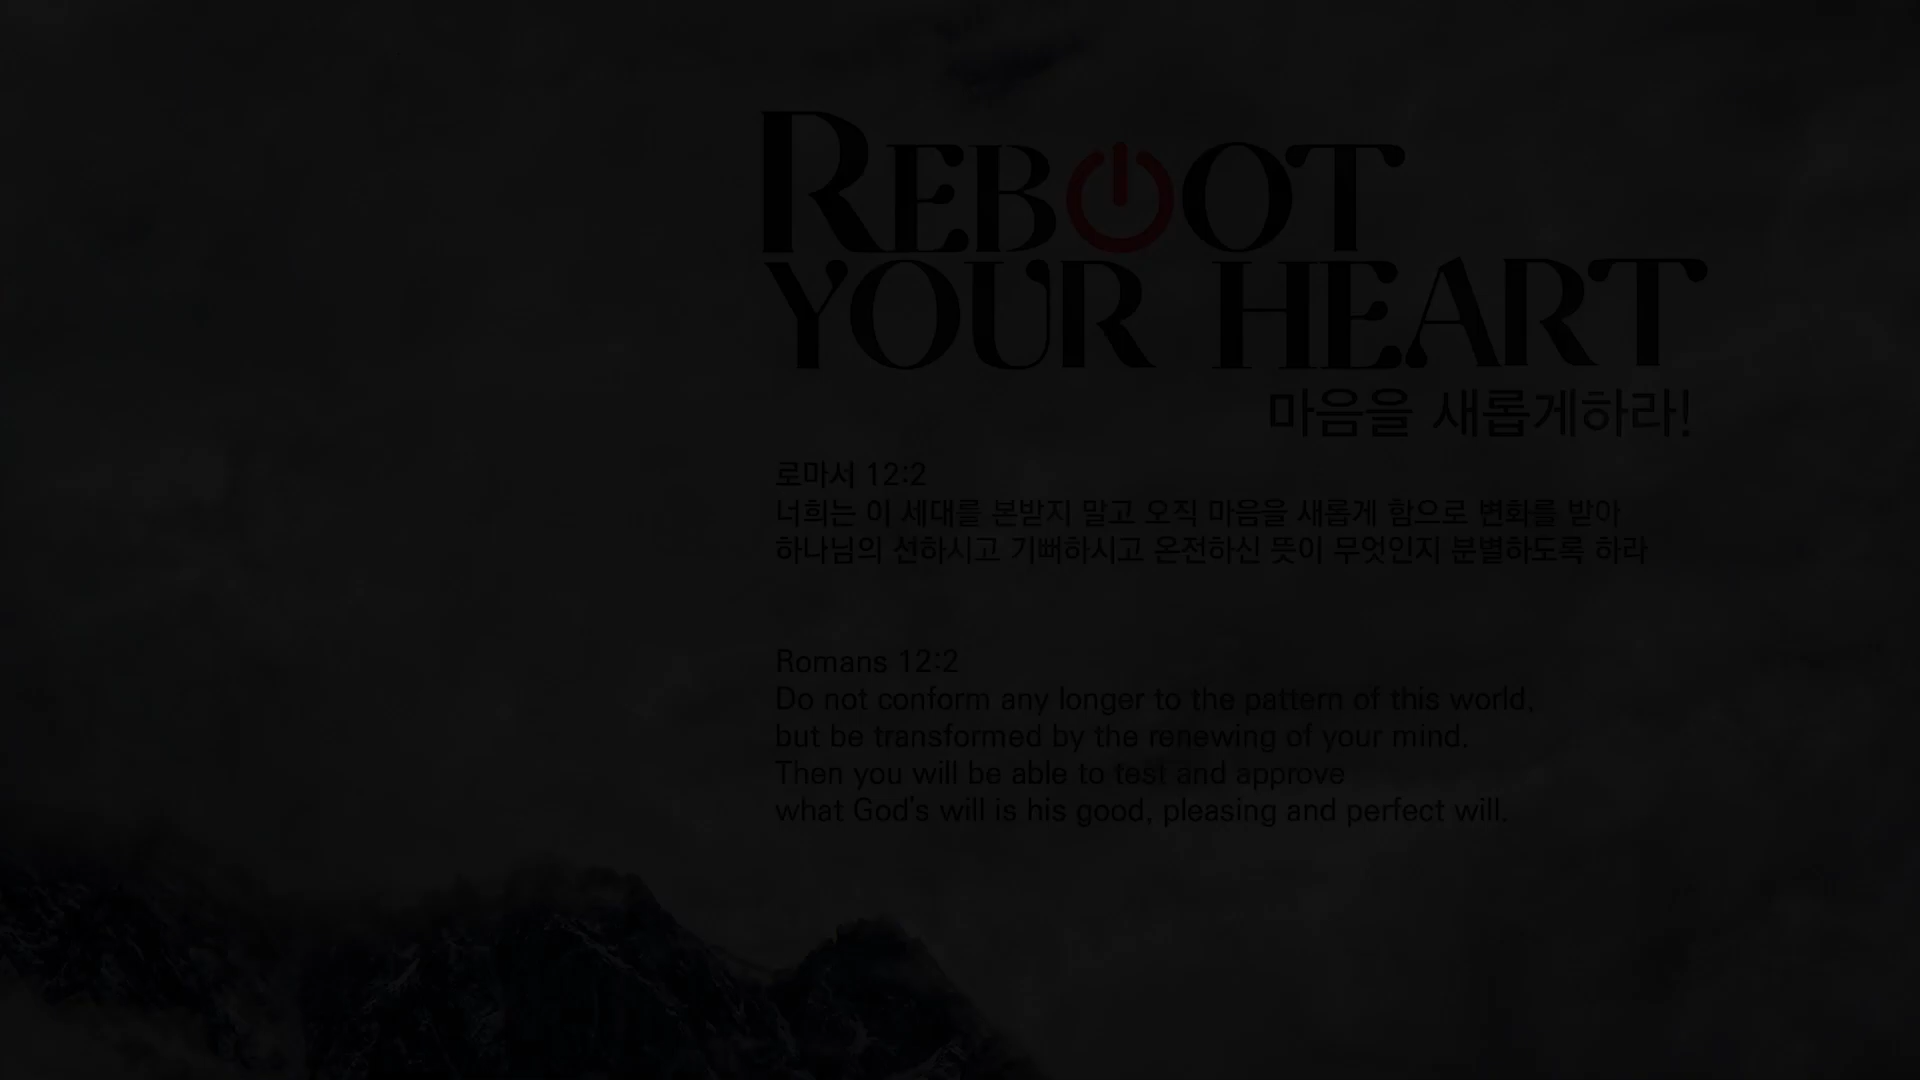 REBOOT
YOUR HEART
마음을 새롭게하라!
로마서 12:2
너희는 이 세대를 본받지 말고 오직 마음을 새롭게 함으로 변화를 받아
하나님의 선하시고 기뻐하시고 온전하신 뜻이 무엇인지 분별하도록 하라
Romans 12:2
Do not conform any longer to the pattern of this world,
but be transformed by the renewing of your mind.
Then you will be able to test and approve
what God's will is his good, pleasing and perfect will.